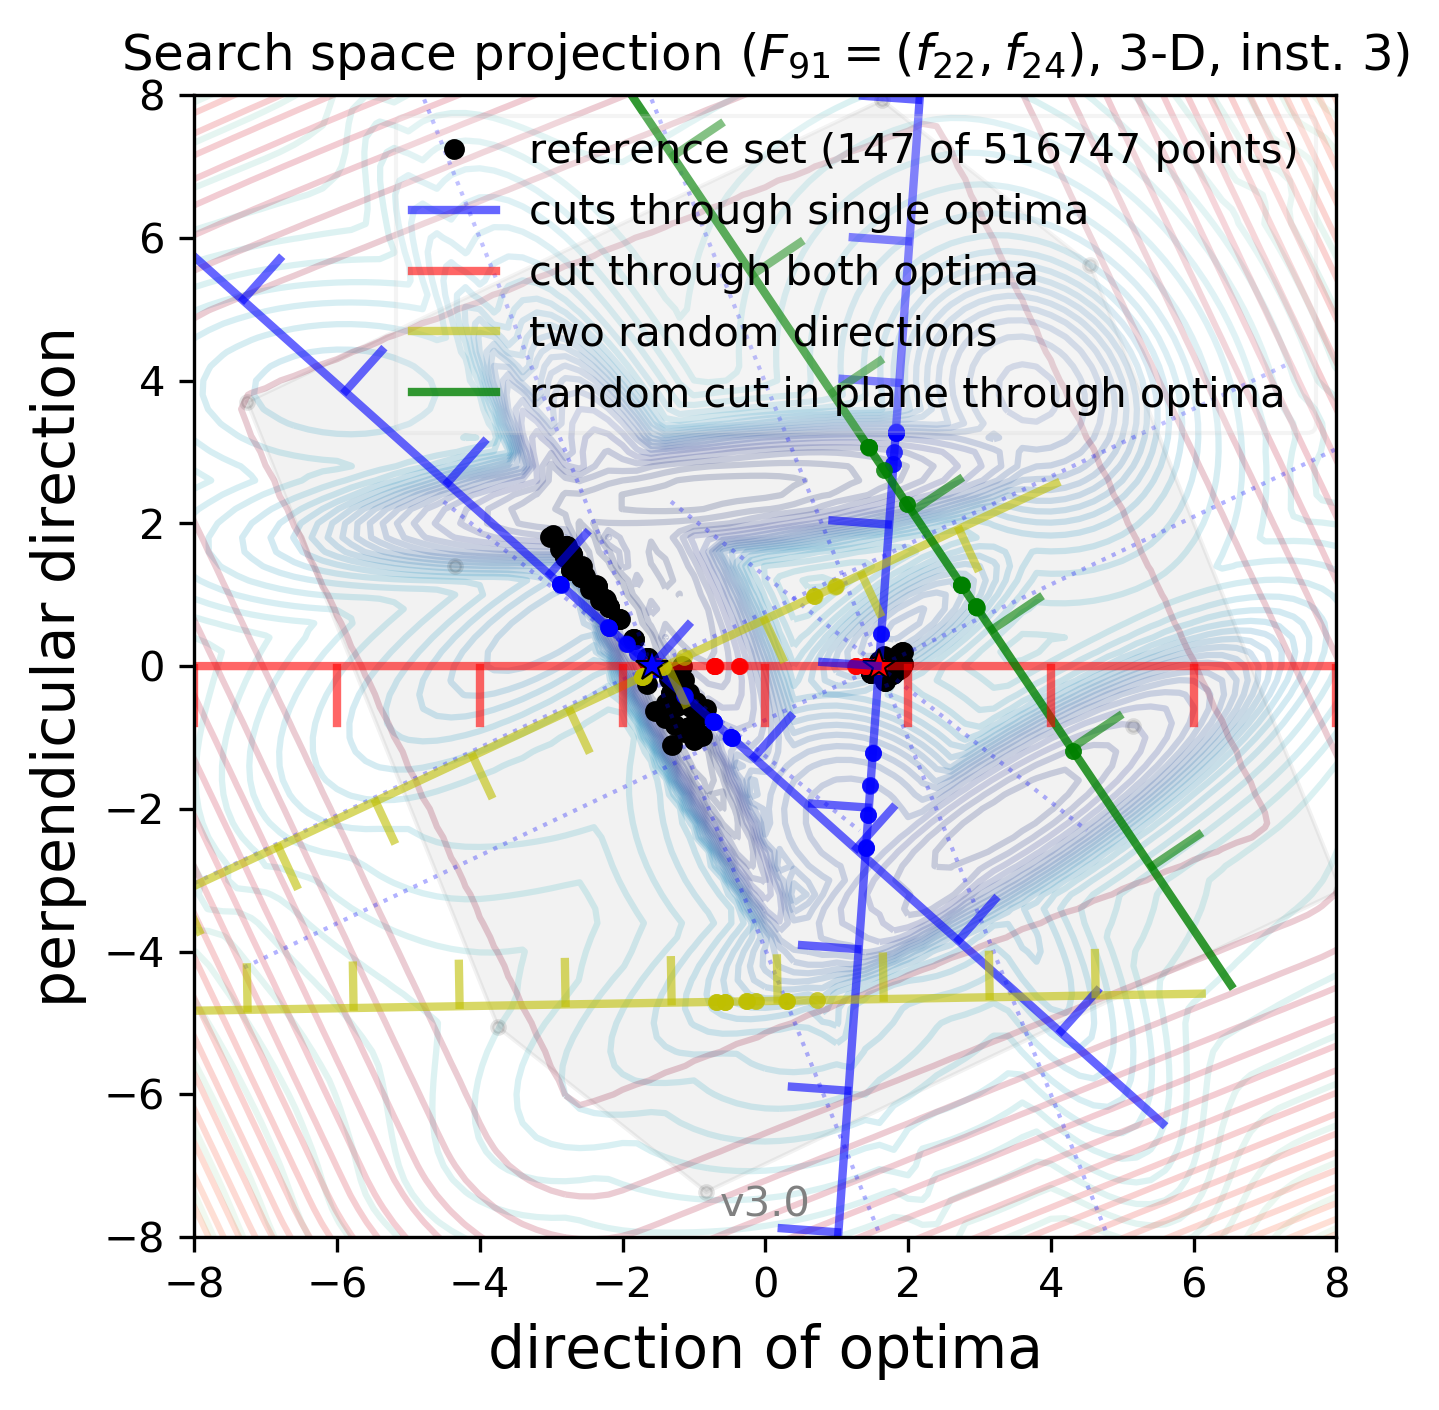 Search space projection (F₉₁ = (f₂₂, f₂₄), 3-D, inst. 3)
reference set (147 of 516747 points)
cuts through single optima
cut through both optima
two random directions
random cut in plane through optima
8
6
4
2
0
−2
−4
−6
−8
perpendicular direction
v3.0
−8 −6 −4 −2 0 2 4 6 8
direction of optima